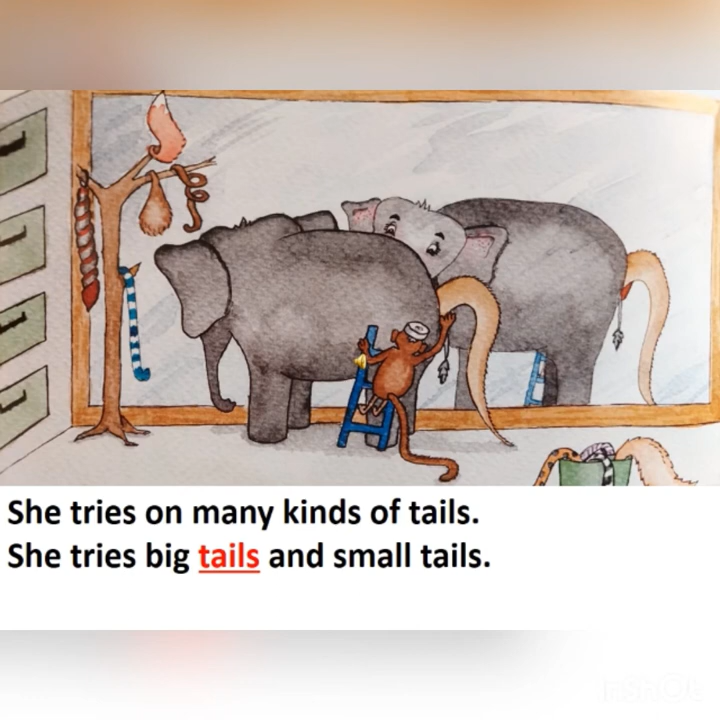 She tries on many kinds of tails.
She tries big tails and small tails.